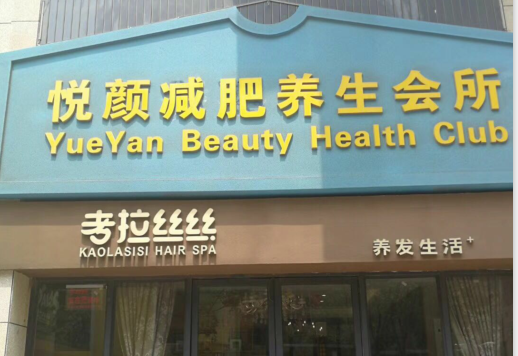 悦颜减肥养生会所
YueYan Beauty Health Club
考拉丝丝
KAOLASISI HAIR SPA
养发生活+